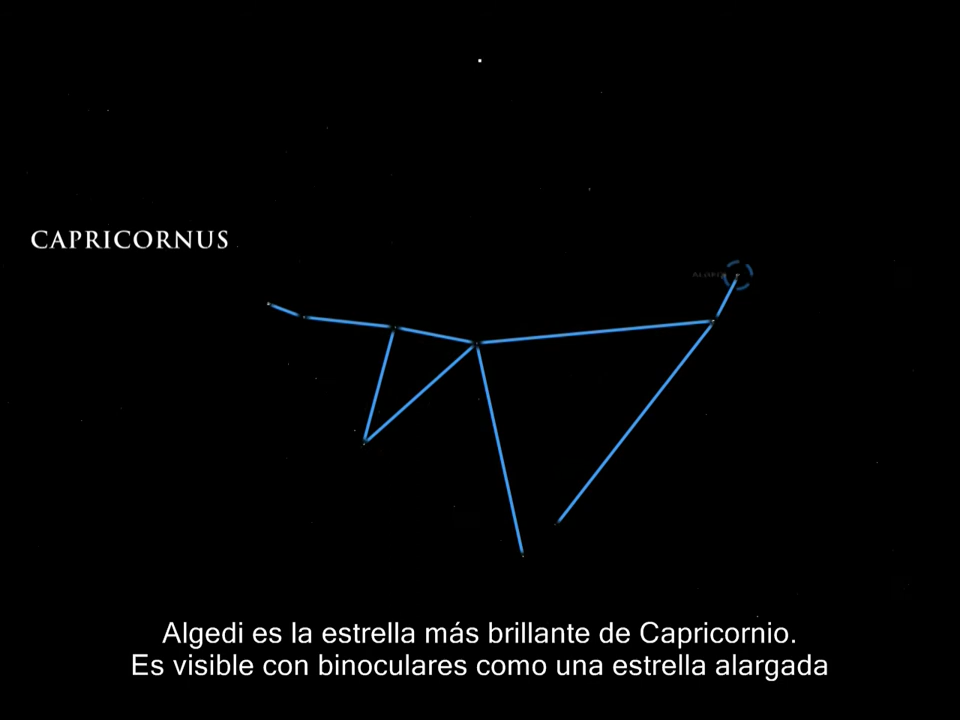 CAPRICORNUS
Algedi es la estrella más brillante de Capricornio.
Es visible con binoculares como una estrella alargada